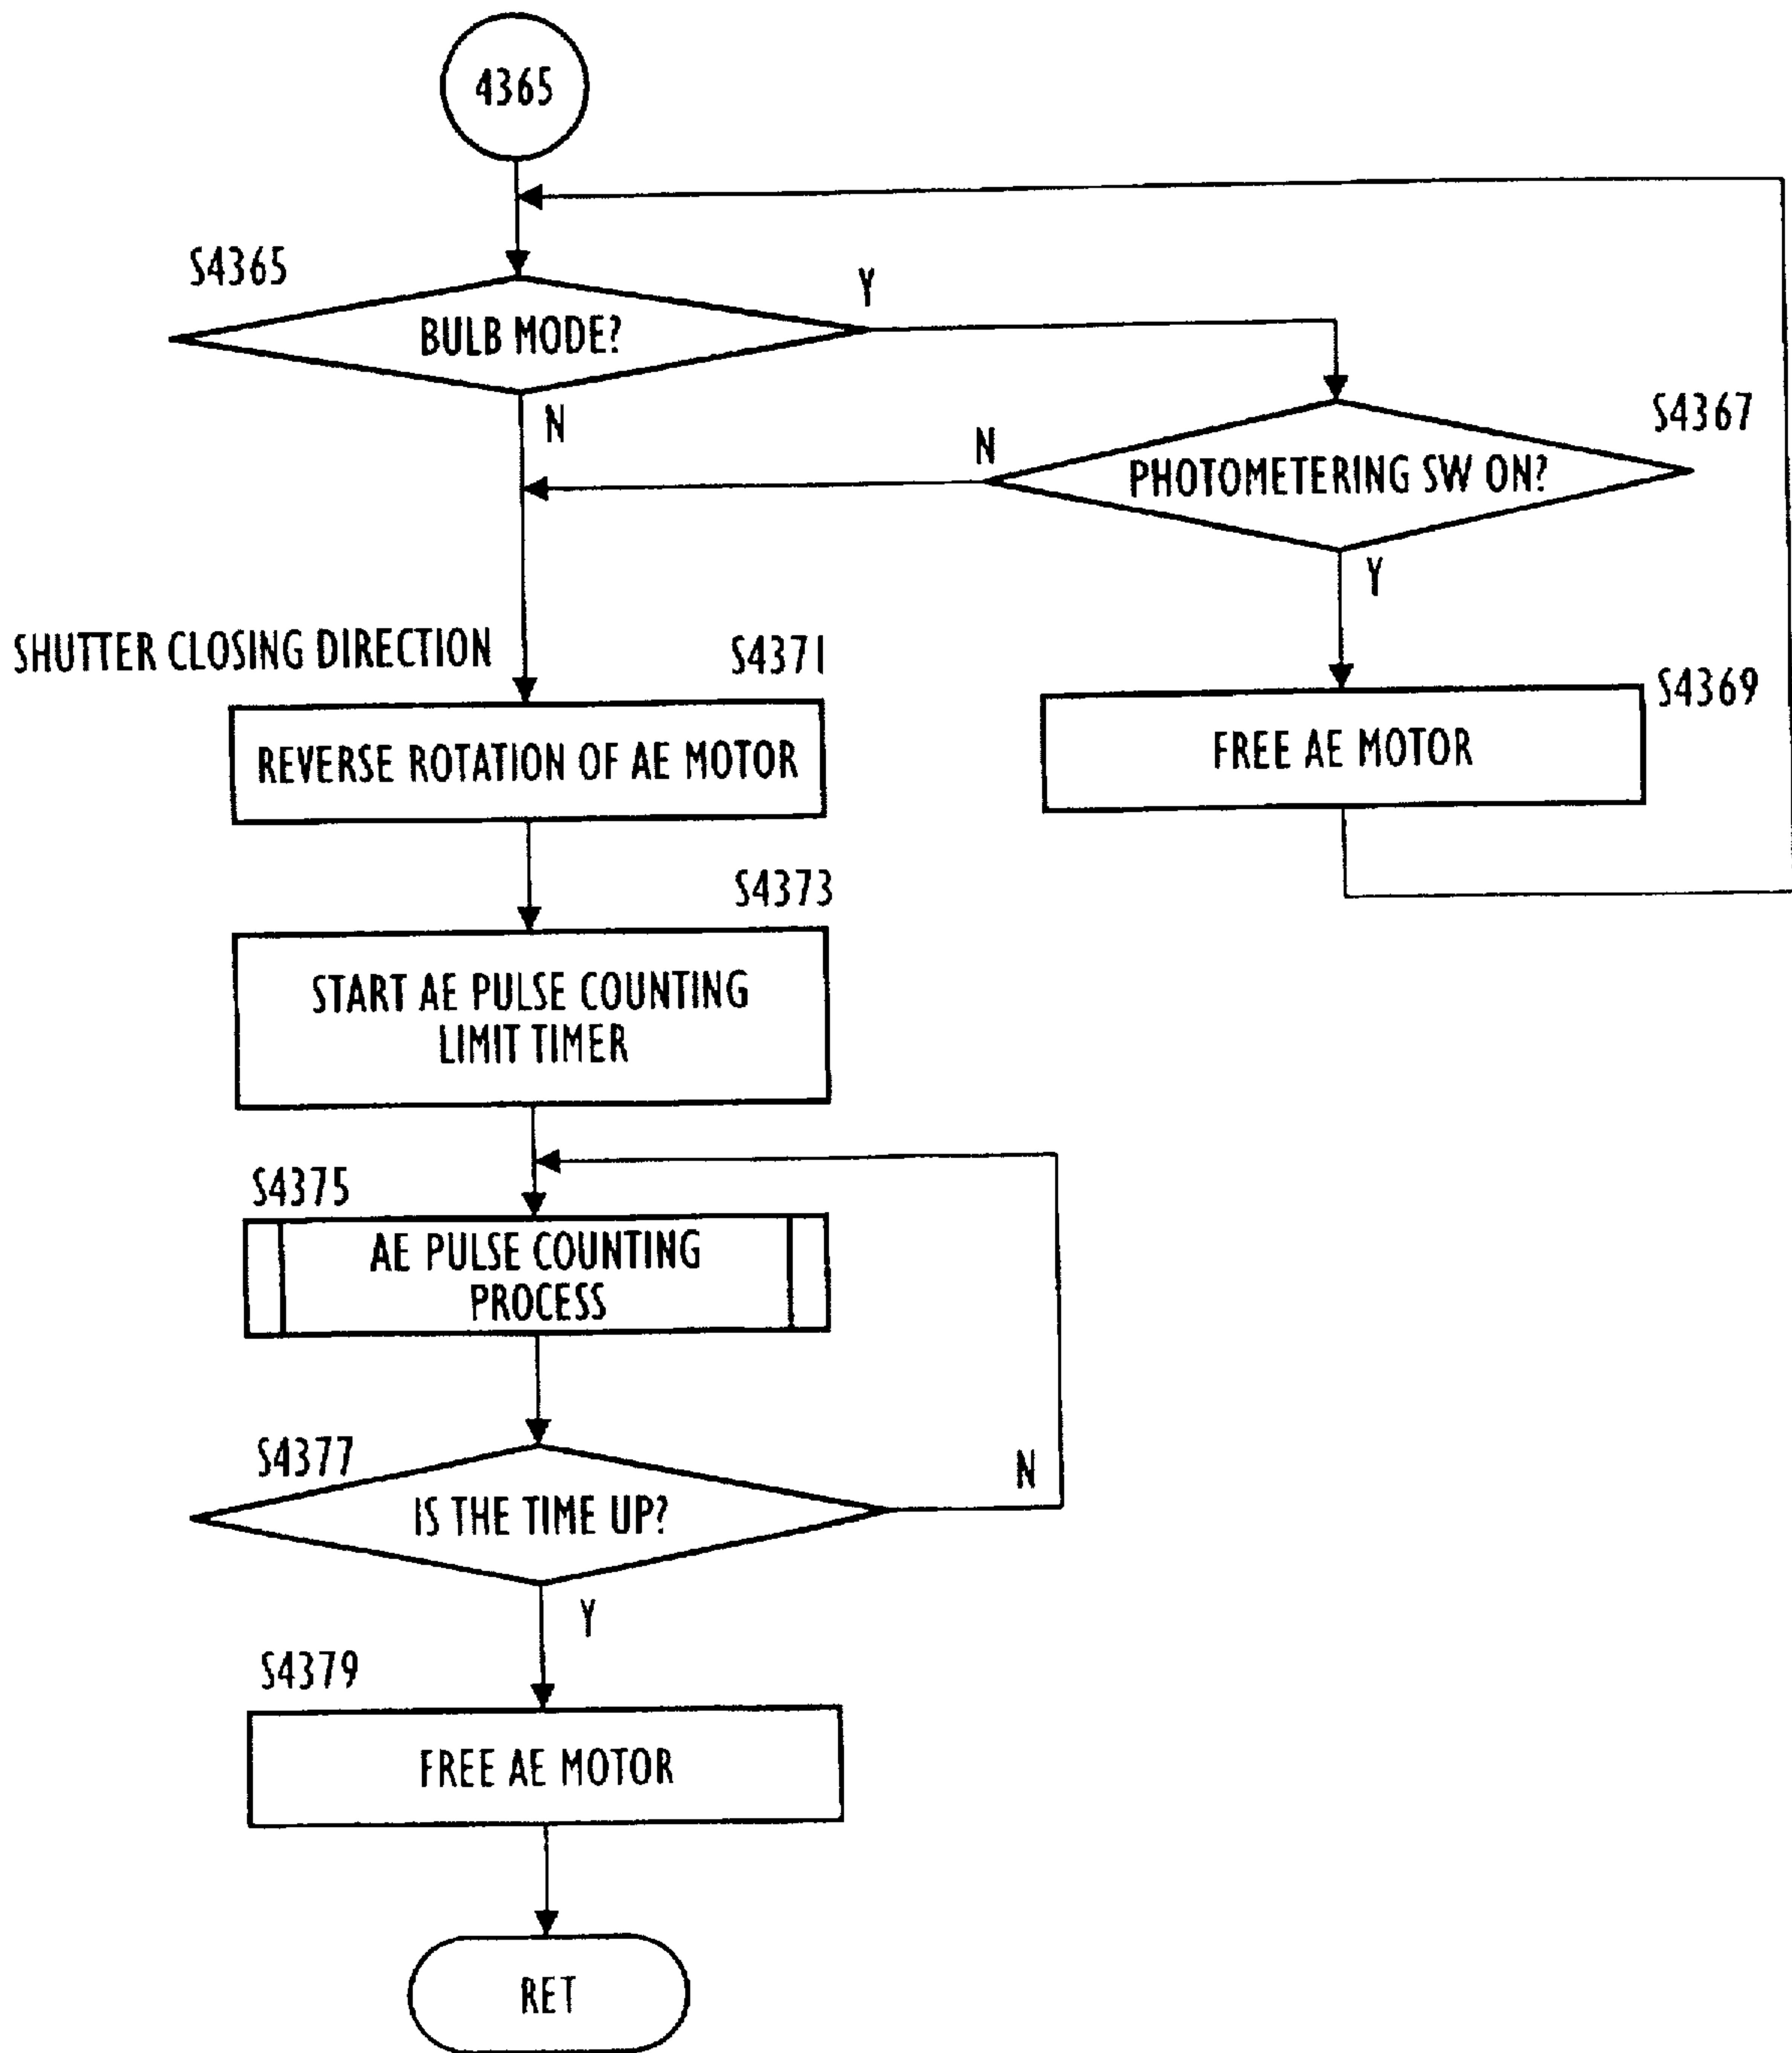 4365
S4365
BULB MODE?
Y
N
S4367
PHOTOMETERING SW ON?
N
Y
SHUTTER CLOSING DIRECTION
S4371
REVERSE ROTATION OF AE MOTOR
S4369
FREE AE MOTOR
S4373
START AE PULSE COUNTING
LIMIT TIMER
S4375
AE PULSE COUNTING
PROCESS
S4377
IS THE TIME UP?
N
Y
S4379
FREE AE MOTOR
RET